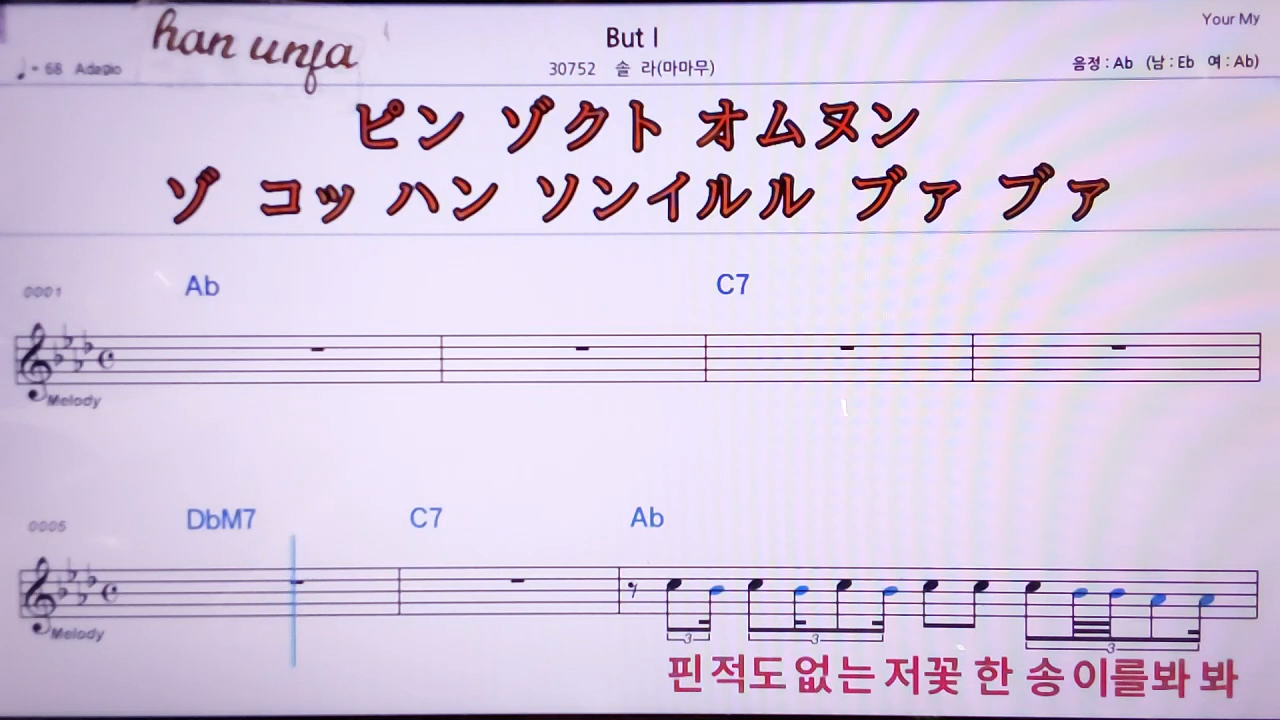 han unja
But I
Your My
♩= 68 Adagio
30752 솔 라(마마무)
음정 : Ab (남 : Eb 여 : Ab)
ピン ゾクト オムヌン
ゾ コッ ハン ソンイルル ブァ ブァ
0001
Ab C7
Melody
0005
DbM7 C7 Ab
Melody
3 3 3
핀 적도 없는 저꽃 한 송 이를봐 봐